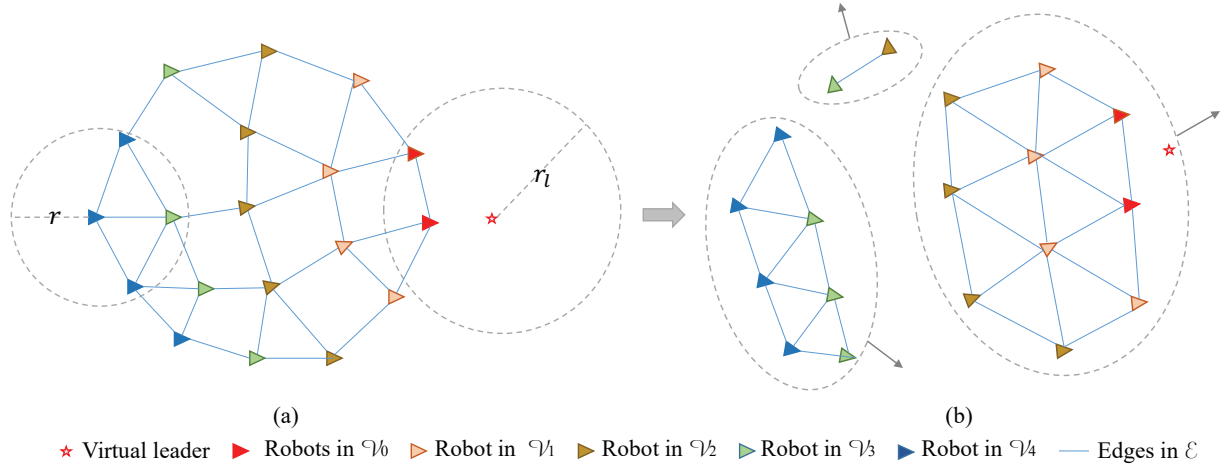 r
r_l
(a)
(b)
Virtual leader Robots in 𝒱0 Robot in 𝒱1 Robot in 𝒱2 Robot in 𝒱3 Robot in 𝒱4 Edges in ℰ